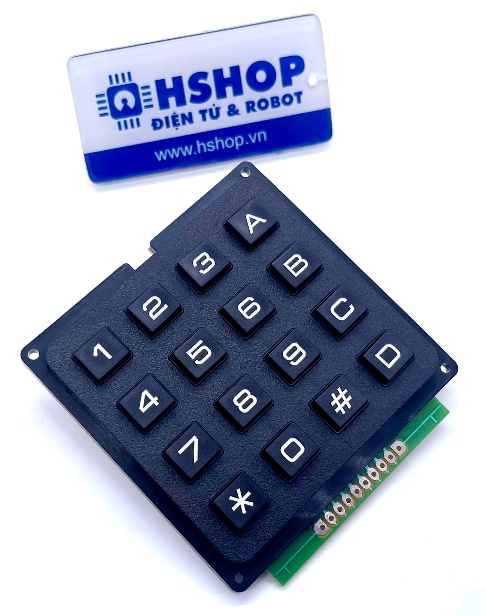 HSHOP
ĐIỆN TỬ & ROBOT
www.hshop.vn
1 2 3 A
4 5 6 B
7 8 9 C
* 0 # D